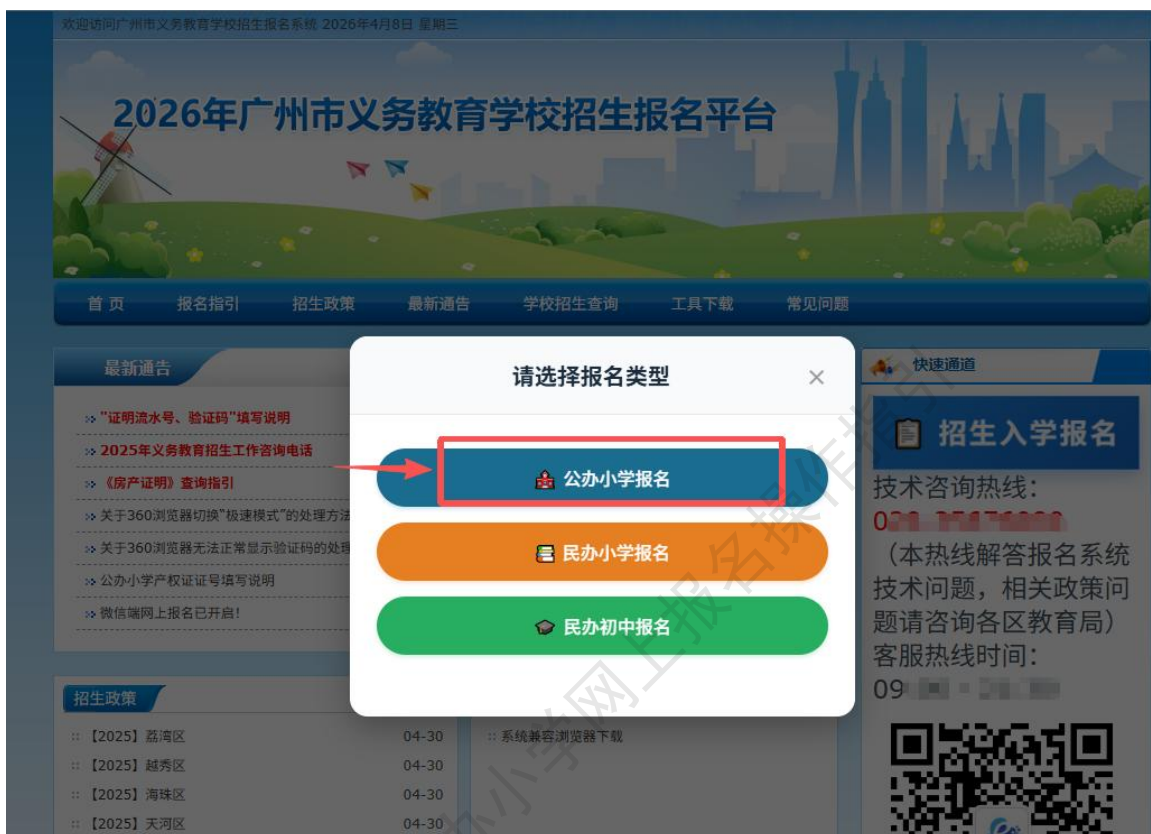 欢迎访问广州市义务教育学校招生报名系统 2026年4月8日 星期三
2026年广州市义务教育学校招生报名平台
首 页 报名指引 招生政策 最新通告 学校招生查询 工具下载 常见问题
最新通告
"证明流水号、验证码"填写说明
2025年义务教育招生工作咨询电话
《房产证明》查询指引
关于360浏览器切换"极速模式"的处理方法
关于360浏览器无法正常显示验证码的处理
公办小学产权证证号填写说明
微信端网上报名已开启!
请选择报名类型
×
公办小学报名
民办小学报名
民办初中报名
快速通道
招生入学报名
技术咨询热线:
（本热线解答报名系统
技术问题，相关政策问
题请咨询各区教育局）
客服热线时间:
09
招生政策
【2025】荔湾区 04-30
【2025】越秀区 04-30
【2025】海珠区 04-30
【2025】天河区 04-30
系统兼容浏览器下载
办小学网上报名操作指引